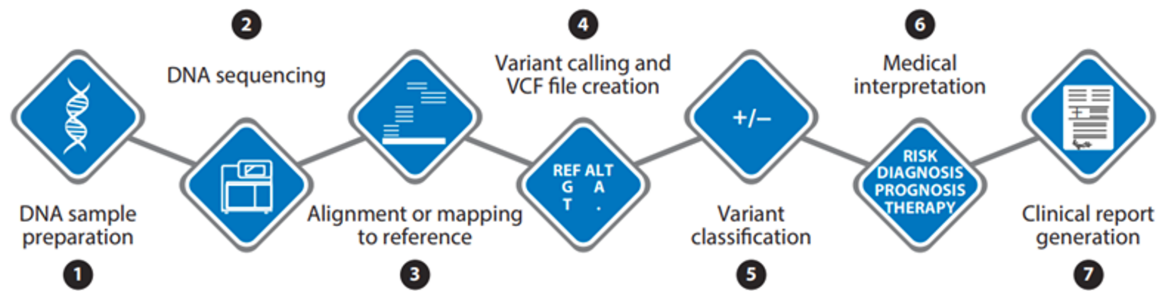 1
DNA sample
preparation
2
DNA sequencing
3
Alignment or mapping
to reference
4
Variant calling and
VCF file creation
REF ALT
G A
T .
5
Variant
classification
+/–
6
Medical
interpretation
RISK
DIAGNOSIS
PROGNOSIS
THERAPY
7
Clinical report
generation